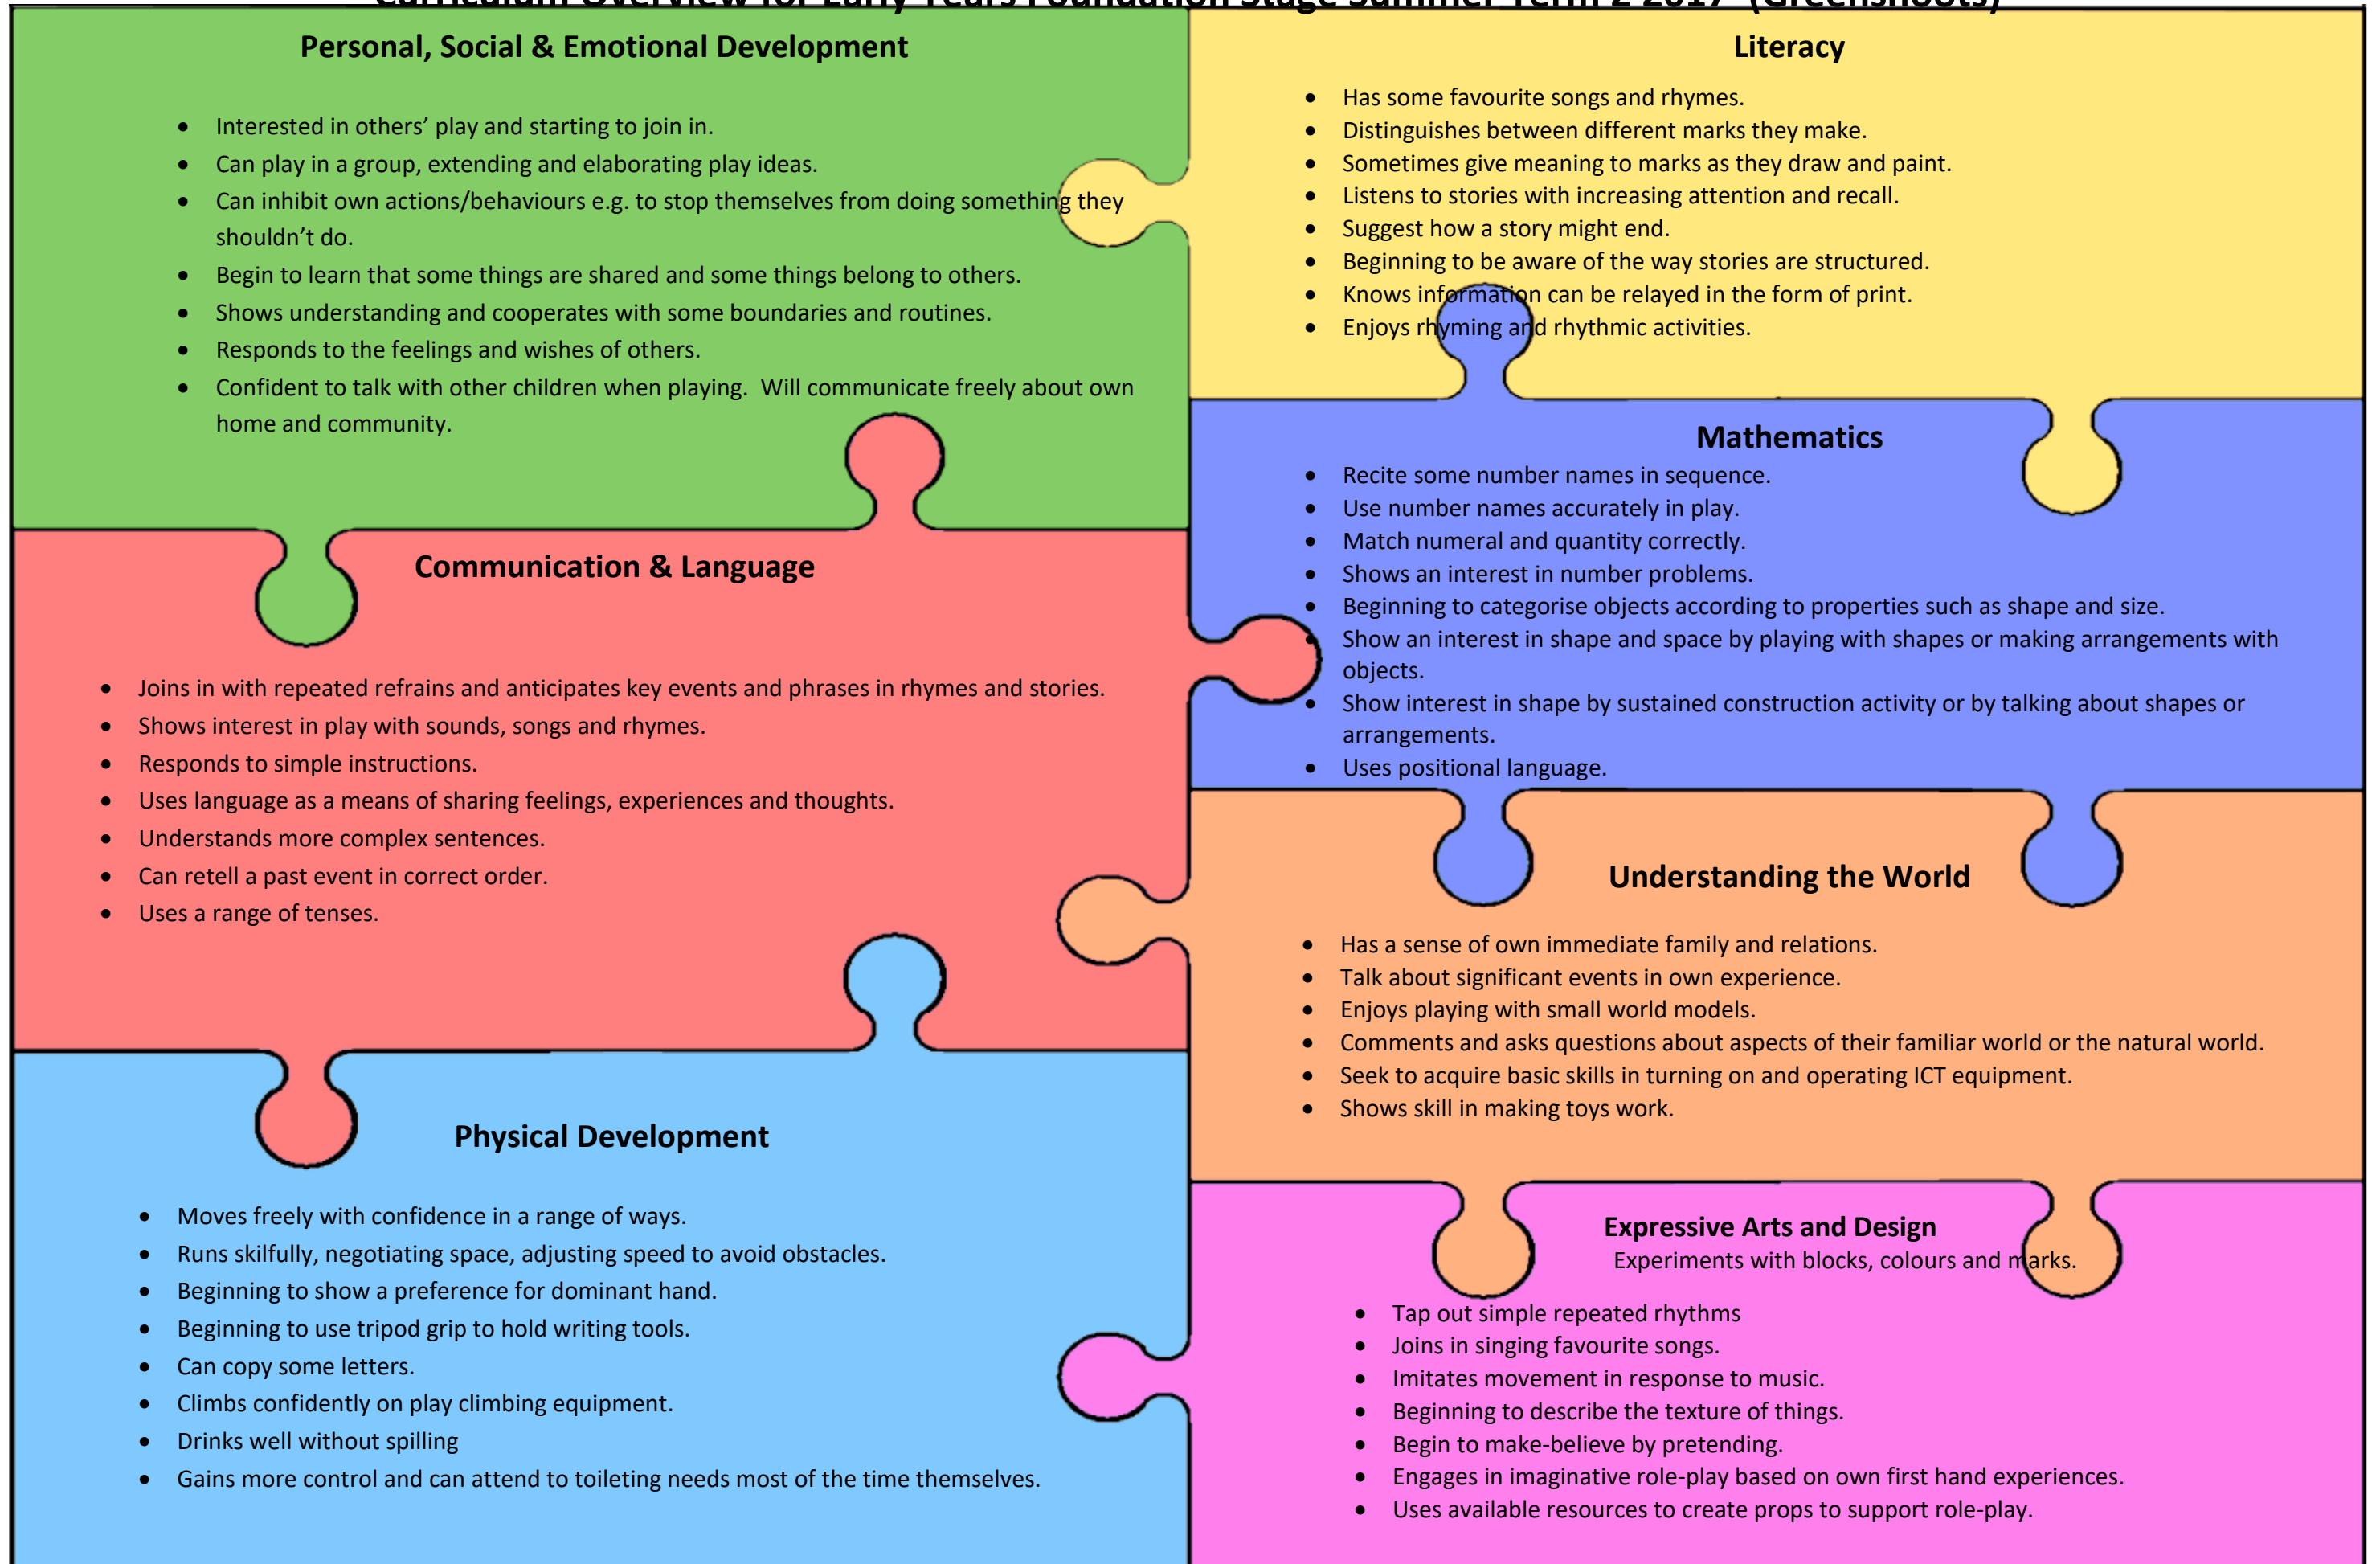 Curriculum Overview for Early Years Foundation Stage Summer Term 2 2017 (Greenshoots)
Personal, Social & Emotional Development
• Interested in others’ play and starting to join in.
• Can play in a group, extending and elaborating play ideas.
• Can inhibit own actions/behaviours e.g. to stop themselves from doing something they
shouldn’t do.
• Begin to learn that some things are shared and some things belong to others.
• Shows understanding and cooperates with some boundaries and routines.
• Responds to the feelings and wishes of others.
• Confident to talk with other children when playing.  Will communicate freely about own
home and community.
Communication & Language
• Joins in with repeated refrains and anticipates key events and phrases in rhymes and stories.
• Shows interest in play with sounds, songs and rhymes.
• Responds to simple instructions.
• Uses language as a means of sharing feelings, experiences and thoughts.
• Understands more complex sentences.
• Can retell a past event in correct order.
• Uses a range of tenses.
Physical Development
• Moves freely with confidence in a range of ways.
• Runs skilfully, negotiating space, adjusting speed to avoid obstacles.
• Beginning to show a preference for dominant hand.
• Beginning to use tripod grip to hold writing tools.
• Can copy some letters.
• Climbs confidently on play climbing equipment.
• Drinks well without spilling
• Gains more control and can attend to toileting needs most of the time themselves.
Literacy
• Has some favourite songs and rhymes.
• Distinguishes between different marks they make.
• Sometimes give meaning to marks as they draw and paint.
• Listens to stories with increasing attention and recall.
• Suggest how a story might end.
• Beginning to be aware of the way stories are structured.
• Knows information can be relayed in the form of print.
• Enjoys rhyming and rhythmic activities.
Mathematics
• Recite some number names in sequence.
• Use number names accurately in play.
• Match numeral and quantity correctly.
• Shows an interest in number problems.
• Beginning to categorise objects according to properties such as shape and size.
• Show an interest in shape and space by playing with shapes or making arrangements with
objects.
• Show interest in shape by sustained construction activity or by talking about shapes or
arrangements.
• Uses positional language.
Understanding the World
• Has a sense of own immediate family and relations.
• Talk about significant events in own experience.
• Enjoys playing with small world models.
• Comments and asks questions about aspects of their familiar world or the natural world.
• Seek to acquire basic skills in turning on and operating ICT equipment.
• Shows skill in making toys work.
Expressive Arts and Design
Experiments with blocks, colours and marks.
• Tap out simple repeated rhythms
• Joins in singing favourite songs.
• Imitates movement in response to music.
• Beginning to describe the texture of things.
• Begin to make-believe by pretending.
• Engages in imaginative role-play based on own first hand experiences.
• Uses available resources to create props to support role-play.